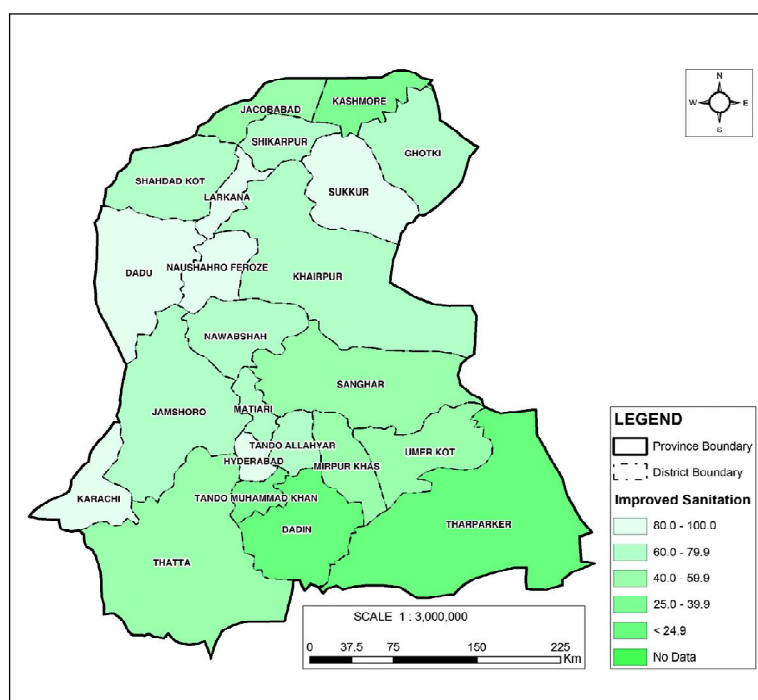 N
W E
S
JACOBABAD
KASHMORE
SHIKARPUR
GHOTKI
SHAHDAD KOT
LARKANA
SUKKUR
DADU
NAUSHAHRO FEROZE
KHAIRPUR
NAWABSHAH
SANGHAR
JAMSHORO
MATIARI
TANDO ALLAHYAR
UMER KOT
HYDERABAD
MIRPUR KHAS
KARACHI
TANDO MUHAMMAD KHAN
DADIN
THARPARKER
THATTA
LEGEND
Province Boundary
District Boundary
Improved Sanitation
80.0 - 100.0
60.0 - 79.9
40.0 - 59.9
25.0 - 39.9
< 24.9
No Data
SCALE 1 : 3,000,000
0 37.5 75 150 225
Km